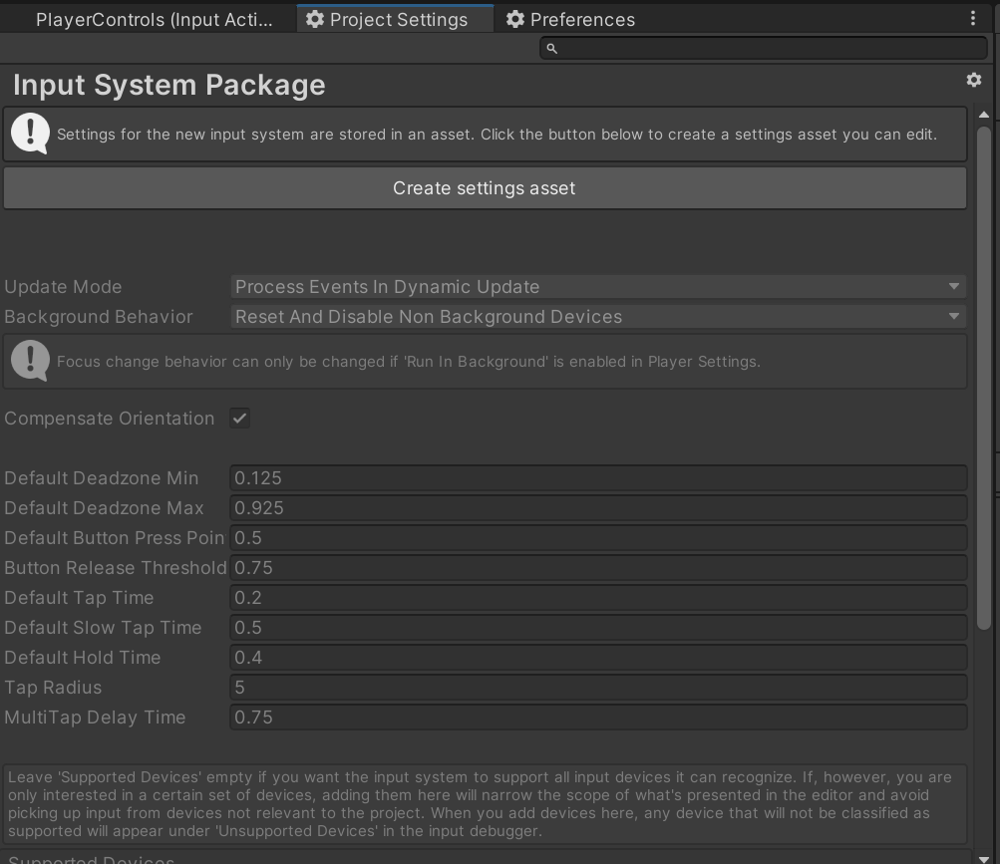 PlayerControls (Input Acti...
Project Settings
Preferences
Input System Package
Settings for the new input system are stored in an asset. Click the button below to create a settings asset you can edit.
Create settings asset
Update Mode
Process Events In Dynamic Update
Background Behavior
Reset And Disable Non Background Devices
Focus change behavior can only be changed if 'Run In Background' is enabled in Player Settings.
Compensate Orientation
Default Deadzone Min
0.125
Default Deadzone Max
0.925
Default Button Press Poin
0.5
Button Release Threshold
0.75
Default Tap Time
0.2
Default Slow Tap Time
0.5
Default Hold Time
0.4
Tap Radius
5
MultiTap Delay Time
0.75
Leave 'Supported Devices' empty if you want the input system to support all input devices it can recognize. If, however, you are
only interested in a certain set of devices, adding them here will narrow the scope of what's presented in the editor and avoid
picking up input from devices not relevant to the project. When you add devices here, any device that will not be classified as
supported will appear under 'Unsupported Devices' in the input debugger.
Supported Devices